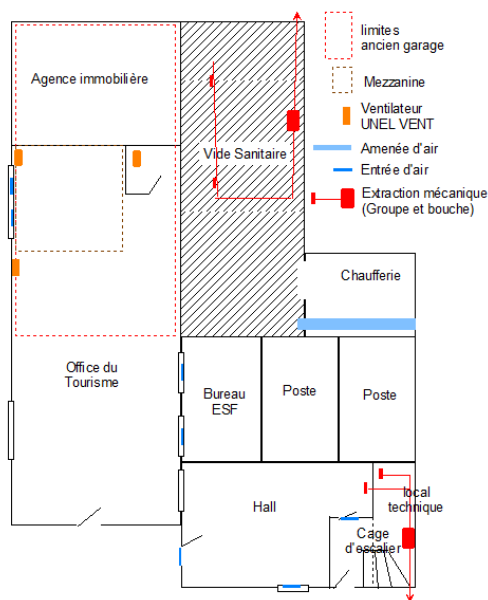 limites
ancien garage
Agence immobilière
Mezzanine
Ventilateur
UNEL VENT
Vide Sanitaire
Amenée d'air
Entrée d'air
Extraction mécanique
(Groupe et bouche)
Chaufferie
Office du
Tourisme
Bureau
ESF
Poste
Poste
Hall
local
technique
Cage
d'escalier